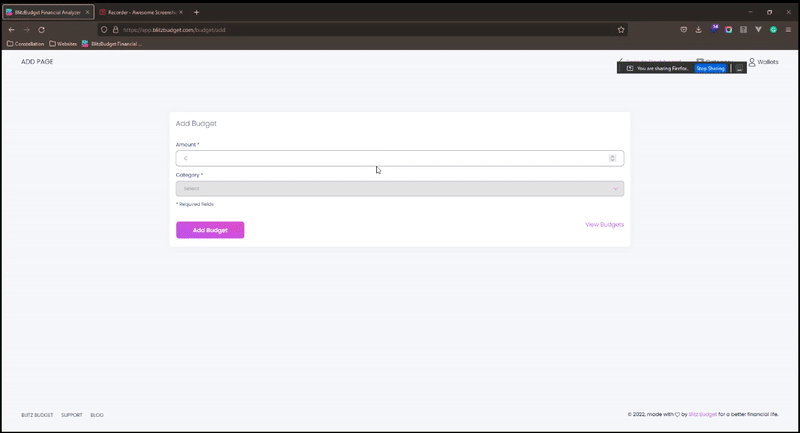 BlitzBudget Financial Analyzer
Recorder - Awesome Screensho
https://app.blitzbudget.com/budget/add
Constellation
Websites
BlitzBudget Financial ...
ADD PAGE
Wallets
You are sharing Firefox.
Stop Sharing
Add Budget
Amount *
Category *
Select
* Required fields
Add Budget
View Budgets
BLITZ BUDGET
SUPPORT
BLOG
© 2022, made with ♡ by Blitz Budget for a better financial life.